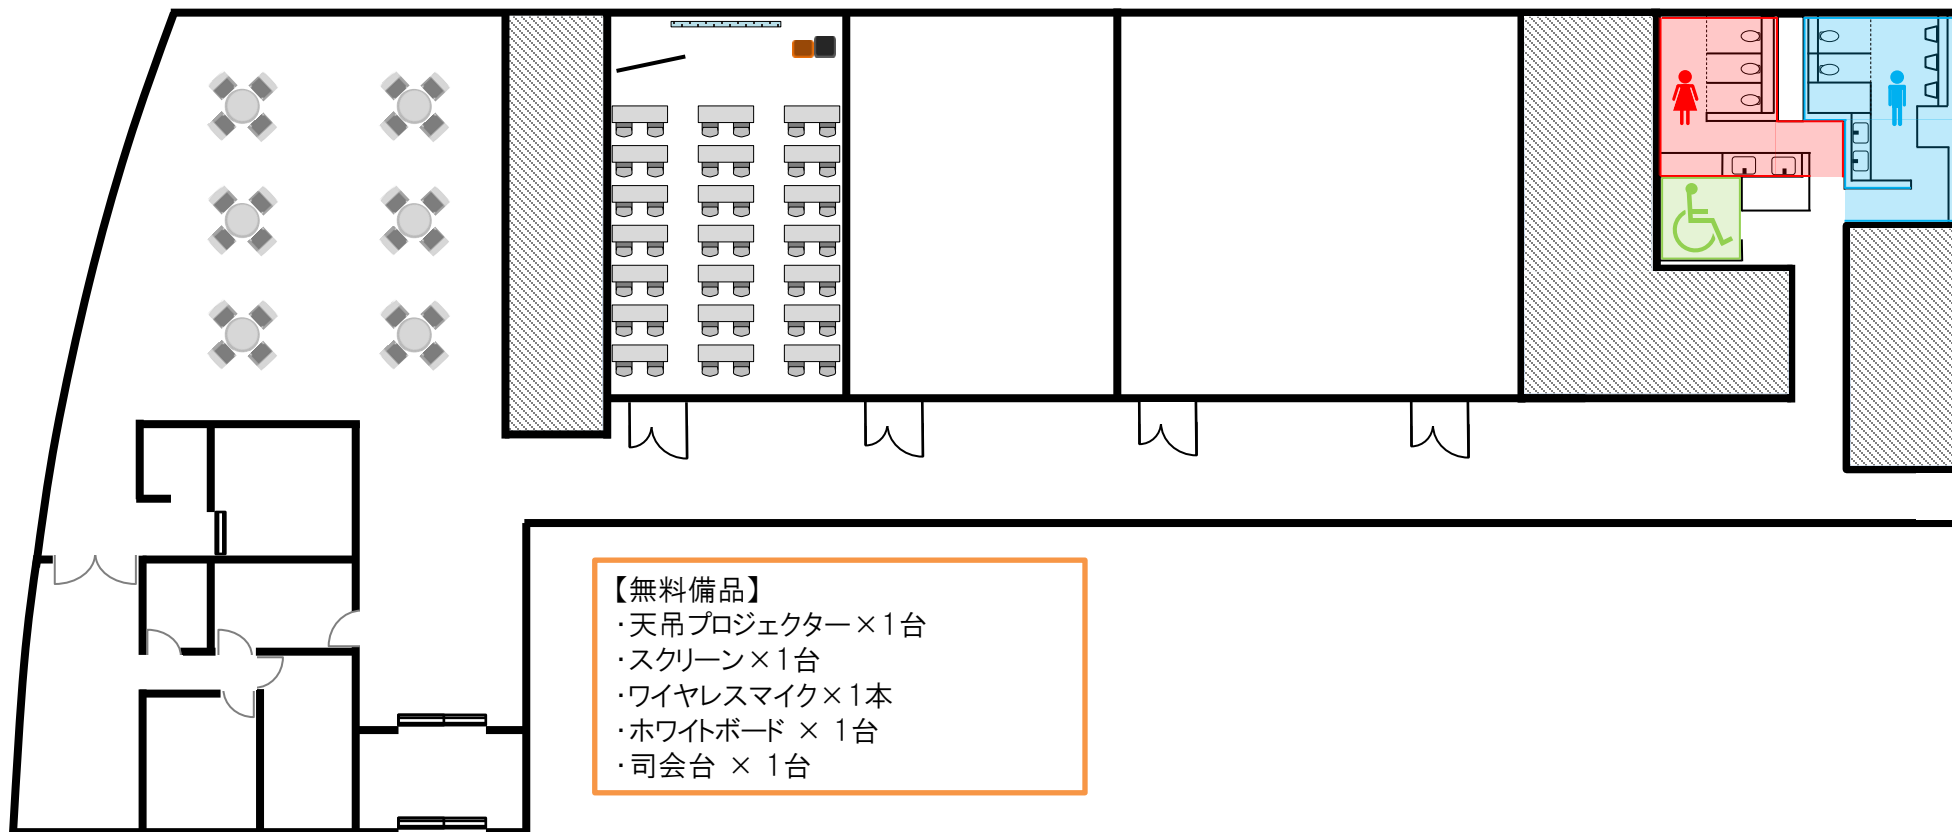 【無料備品】
・天吊プロジェクター×1台
・スクリーン×1台
・ワイヤレスマイク×1本
・ホワイトボード × 1台
・司会台 × 1台